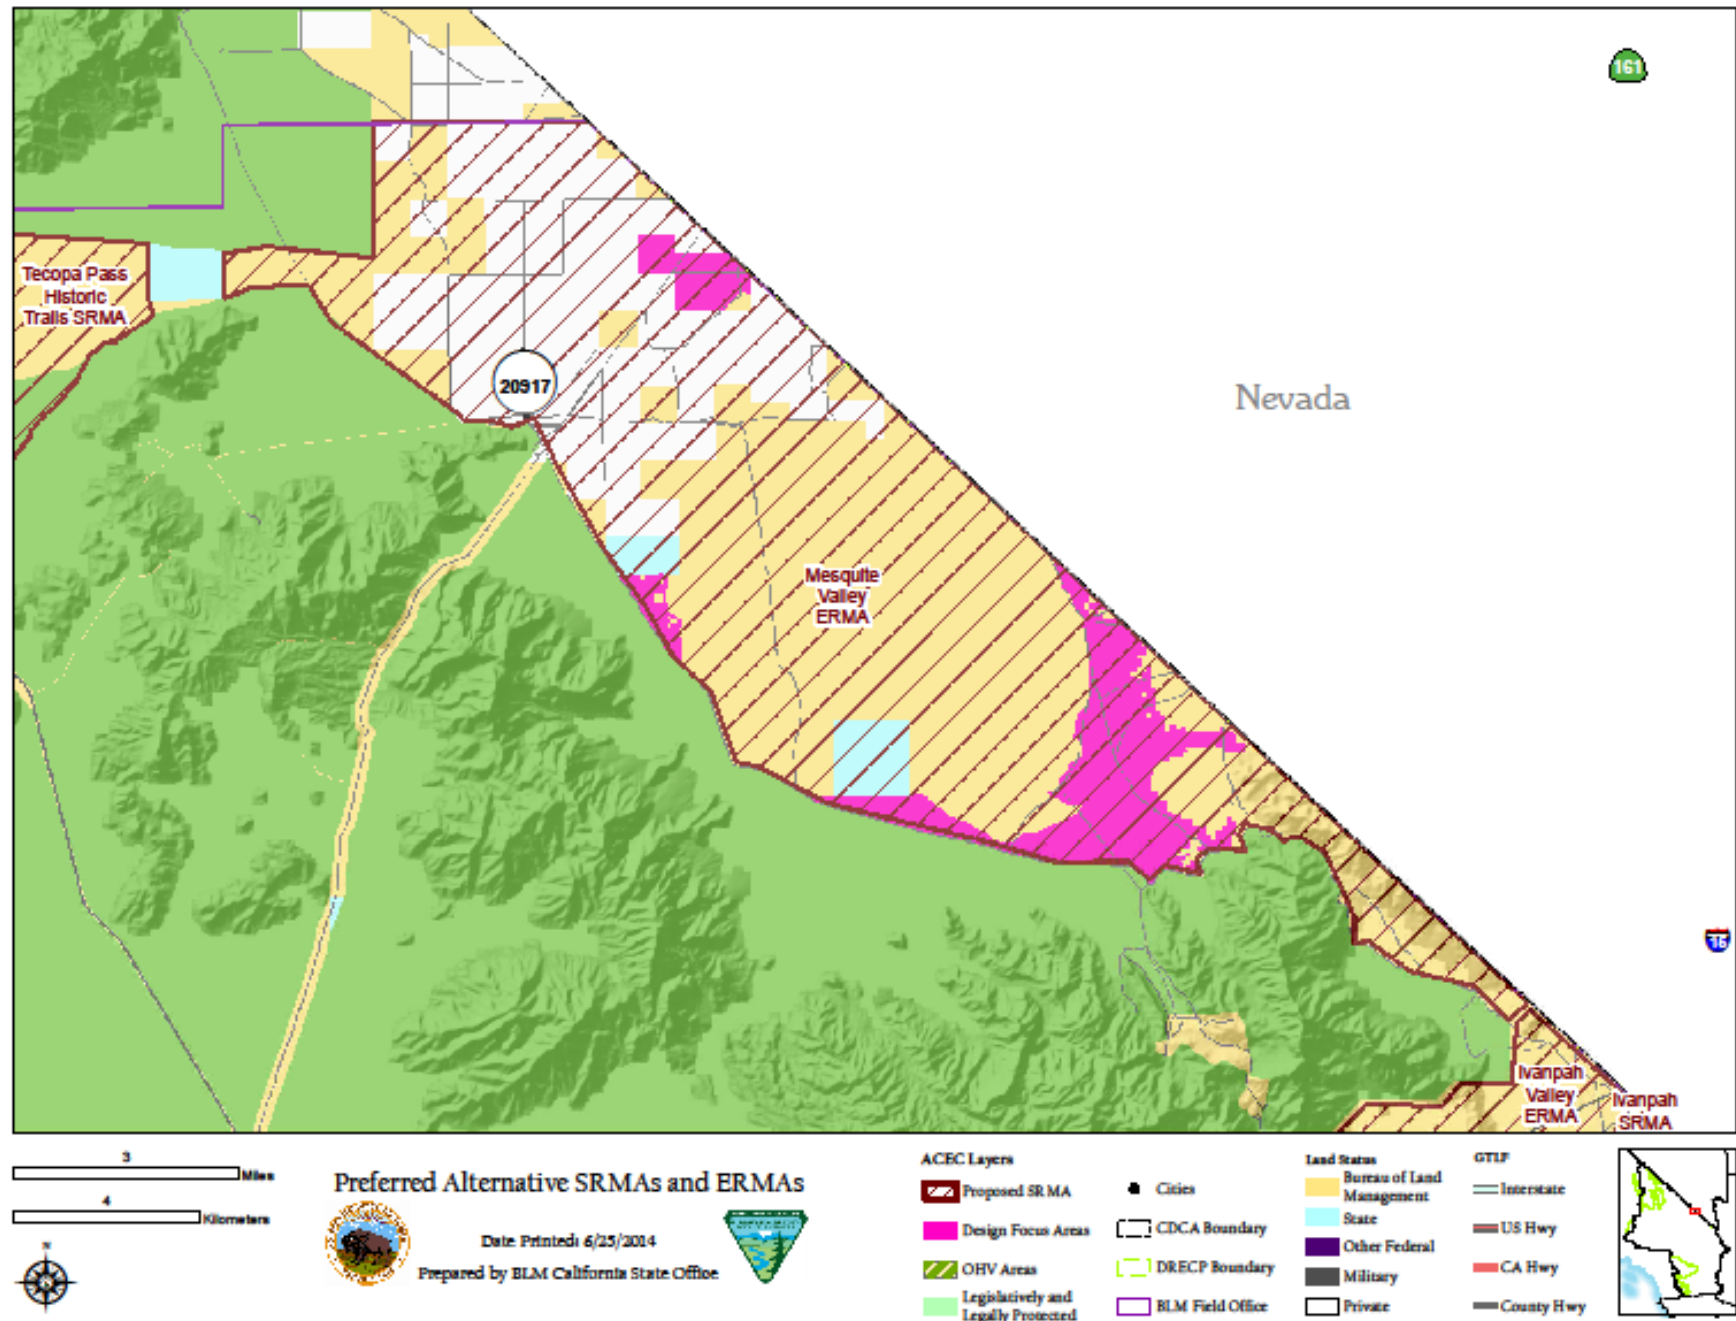 161
Tecopa Pass
Historic
Trails SRMA
20917
Nevada
Mesquite
Valley
ERMA
15
Ivanpah
Valley
ERMA
Ivanpah
SRMA
3
Miles
4
Kilometers
N
Preferred Alternative SRMAs and ERMAs
Date Printed: 6/25/2014
Prepared by BLM California State Office
ACEC Layers
Proposed SRMA
Design Focus Areas
OHV Areas
Legislatively and
Legally Protected
Cities
CDCA Boundary
DRECP Boundary
BLM Field Office
Land Status
Bureau of Land
Management
State
Other Federal
Military
Private
GTLF
Interstate
US Hwy
CA Hwy
County Hwy